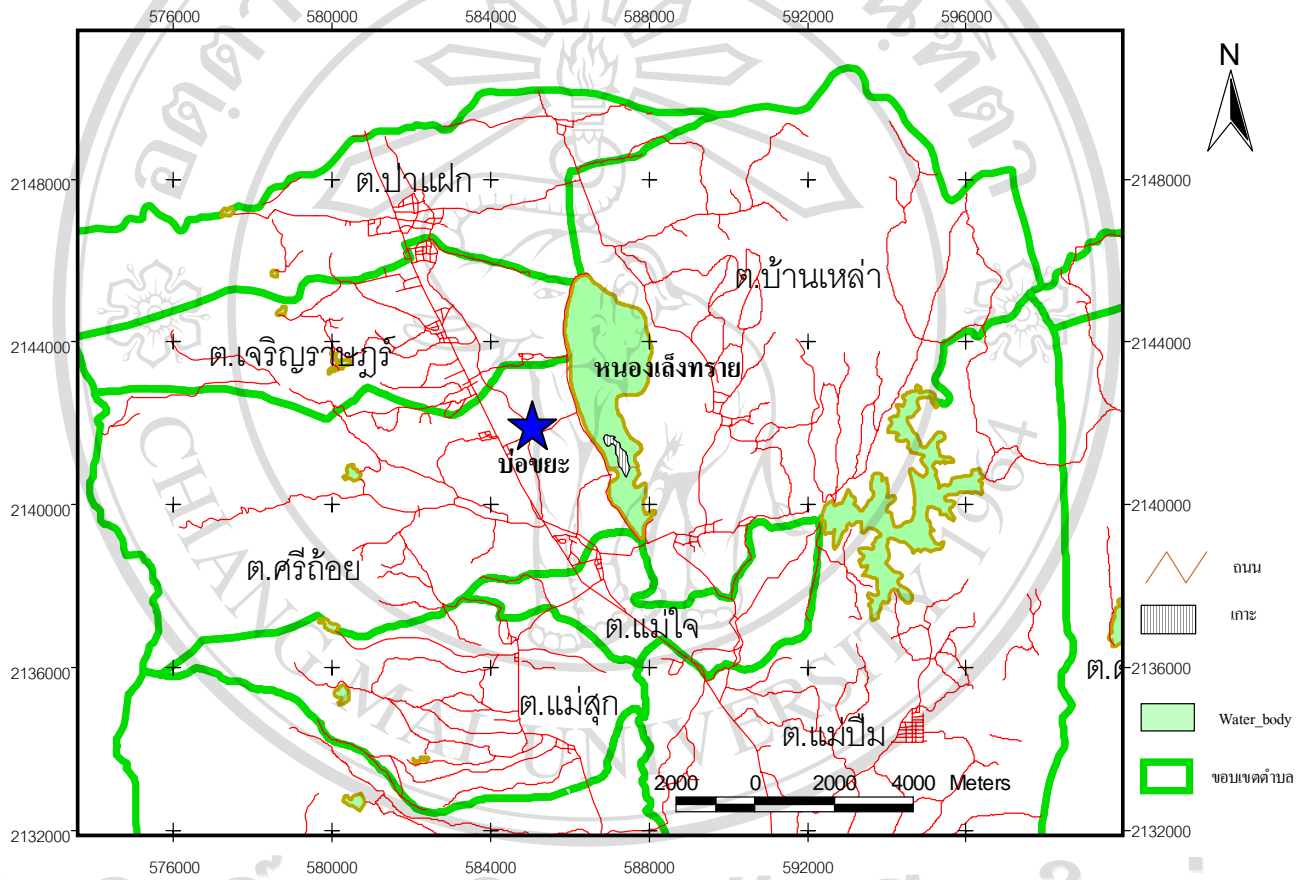 576000 580000 584000 588000 592000 596000
N
2148000 2148000
ต.ป่าแฝก
ต.บ้านเหล่า
2144000 2144000
ต.เจริญราษฎร์
หนองเล็งทราย
บ่อขยะ
2140000 2140000
ต.ศรีถ้อย
ถนน
เกาะ
ต.แม่ใจ
2136000 2136000
ต.แม่สุก
ต.แม่ปืม
Water_body
ขอบเขตตำบล
2000 0 2000 4000 Meters
2132000 2132000
576000 580000 584000 588000 592000 596000
CHIANG MAI UNIVERSITY 1964